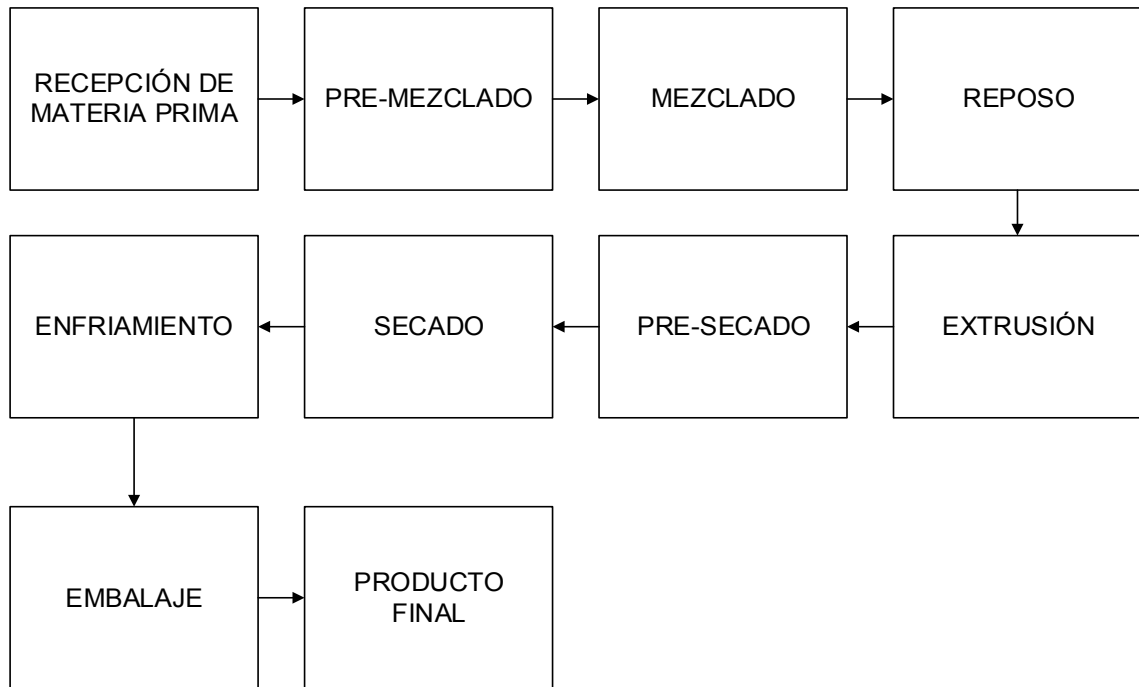 RECEPCIÓN DE
MATERIA PRIMA
PRE-MEZCLADO
MEZCLADO
REPOSO
EXTRUSIÓN
PRE-SECADO
SECADO
ENFRIAMIENTO
EMBALAJE
PRODUCTO
FINAL